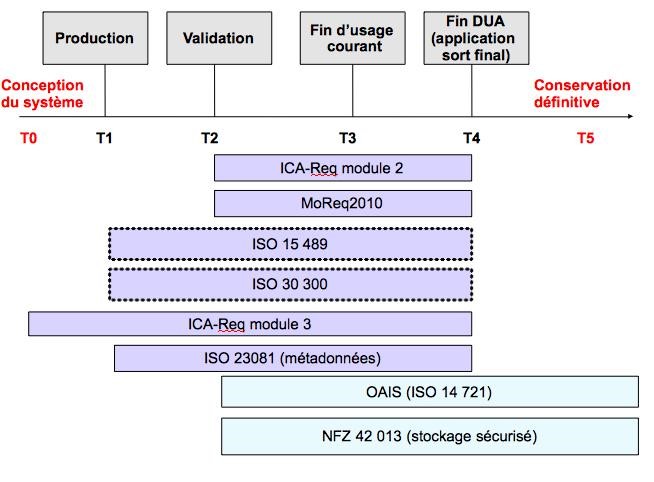 Production
Validation
Fin d’usage
courant
Fin DUA
(application
sort final)
Conception
du système
Conservation
définitive
T0 T1 T2 T3 T4 T5
ICA-Req module 2
MoReq2010
ISO 15 489
ISO 30 300
ICA-Req module 3
ISO 23081 (métadonnées)
OAIS (ISO 14 721)
NFZ 42 013 (stockage sécurisé)